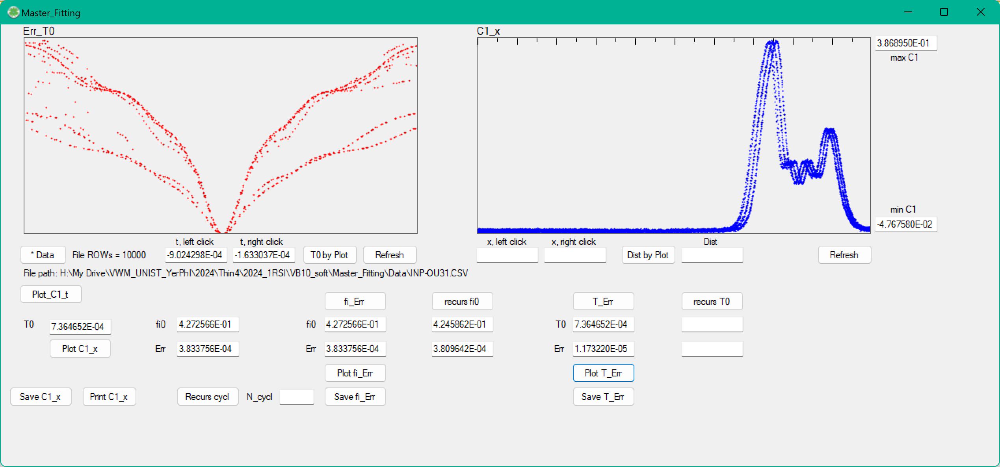 Master_Fitting
Err_T0
C1_x
3.868950E-01
max C1
min C1
-4.767580E-02
t, left click t, right click
x, left click x, right click Dist
* Data File ROWs = 10000 -9.024298E-04 -1.633037E-04 T0 by Plot Refresh
Dist by Plot Refresh
File path: H:\My Drive\VWM_UNIST_YerPhI\2024\Thin4\2024_1RSI\VB10_soft\Master_Fitting\Data\INP-OU31.CSV
Plot_C1_t
fi_Err recurs fi0 T_Err recurs T0
T0 7.364652E-04 fi0 4.272566E-01 fi0 4.272566E-01 4.245862E-01 T0 7.364652E-04
Plot C1_x Err 3.833756E-04 Err 3.833756E-04 3.809642E-04 Err 1.173220E-05
Plot fi_Err Plot T_Err
Save C1_x Print C1_x Recurs cycl N_cycl Save fi_Err Save T_Err